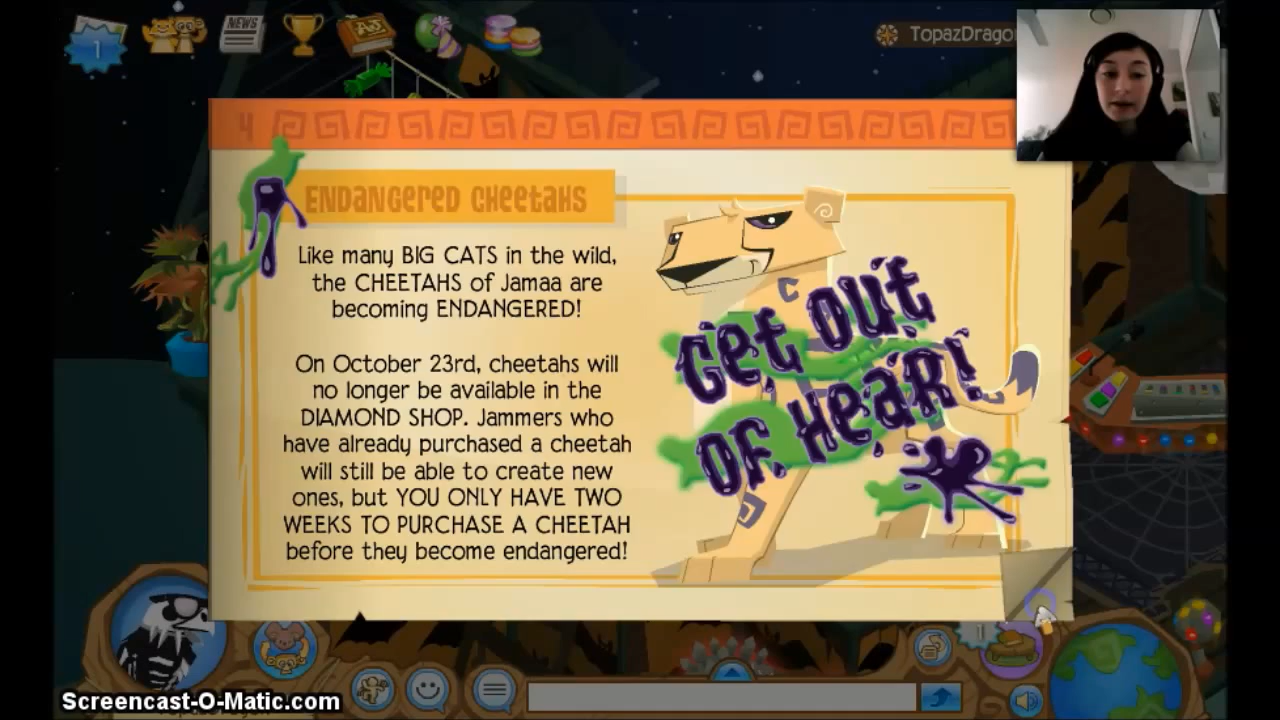 1
NEWS
AJ
TopazDrago
4
ENDANGERED CHEETAHS
Like many BIG CATS in the wild,
the CHEETAHS of Jamaa are
becoming ENDANGERED!
On October 23rd, cheetahs will
no longer be available in the
DIAMOND SHOP. Jammers who
have already purchased a cheetah
will still be able to create new
ones, but YOU ONLY HAVE TWO
WEEKS TO PURCHASE A CHEETAH
before they become endangered!
Get Out
OF HeaR!
Screencast-O-Matic.com